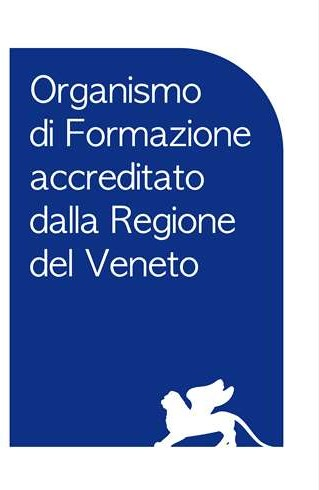 Organismo
di Formazione
accreditato
dalla Regione
del Veneto